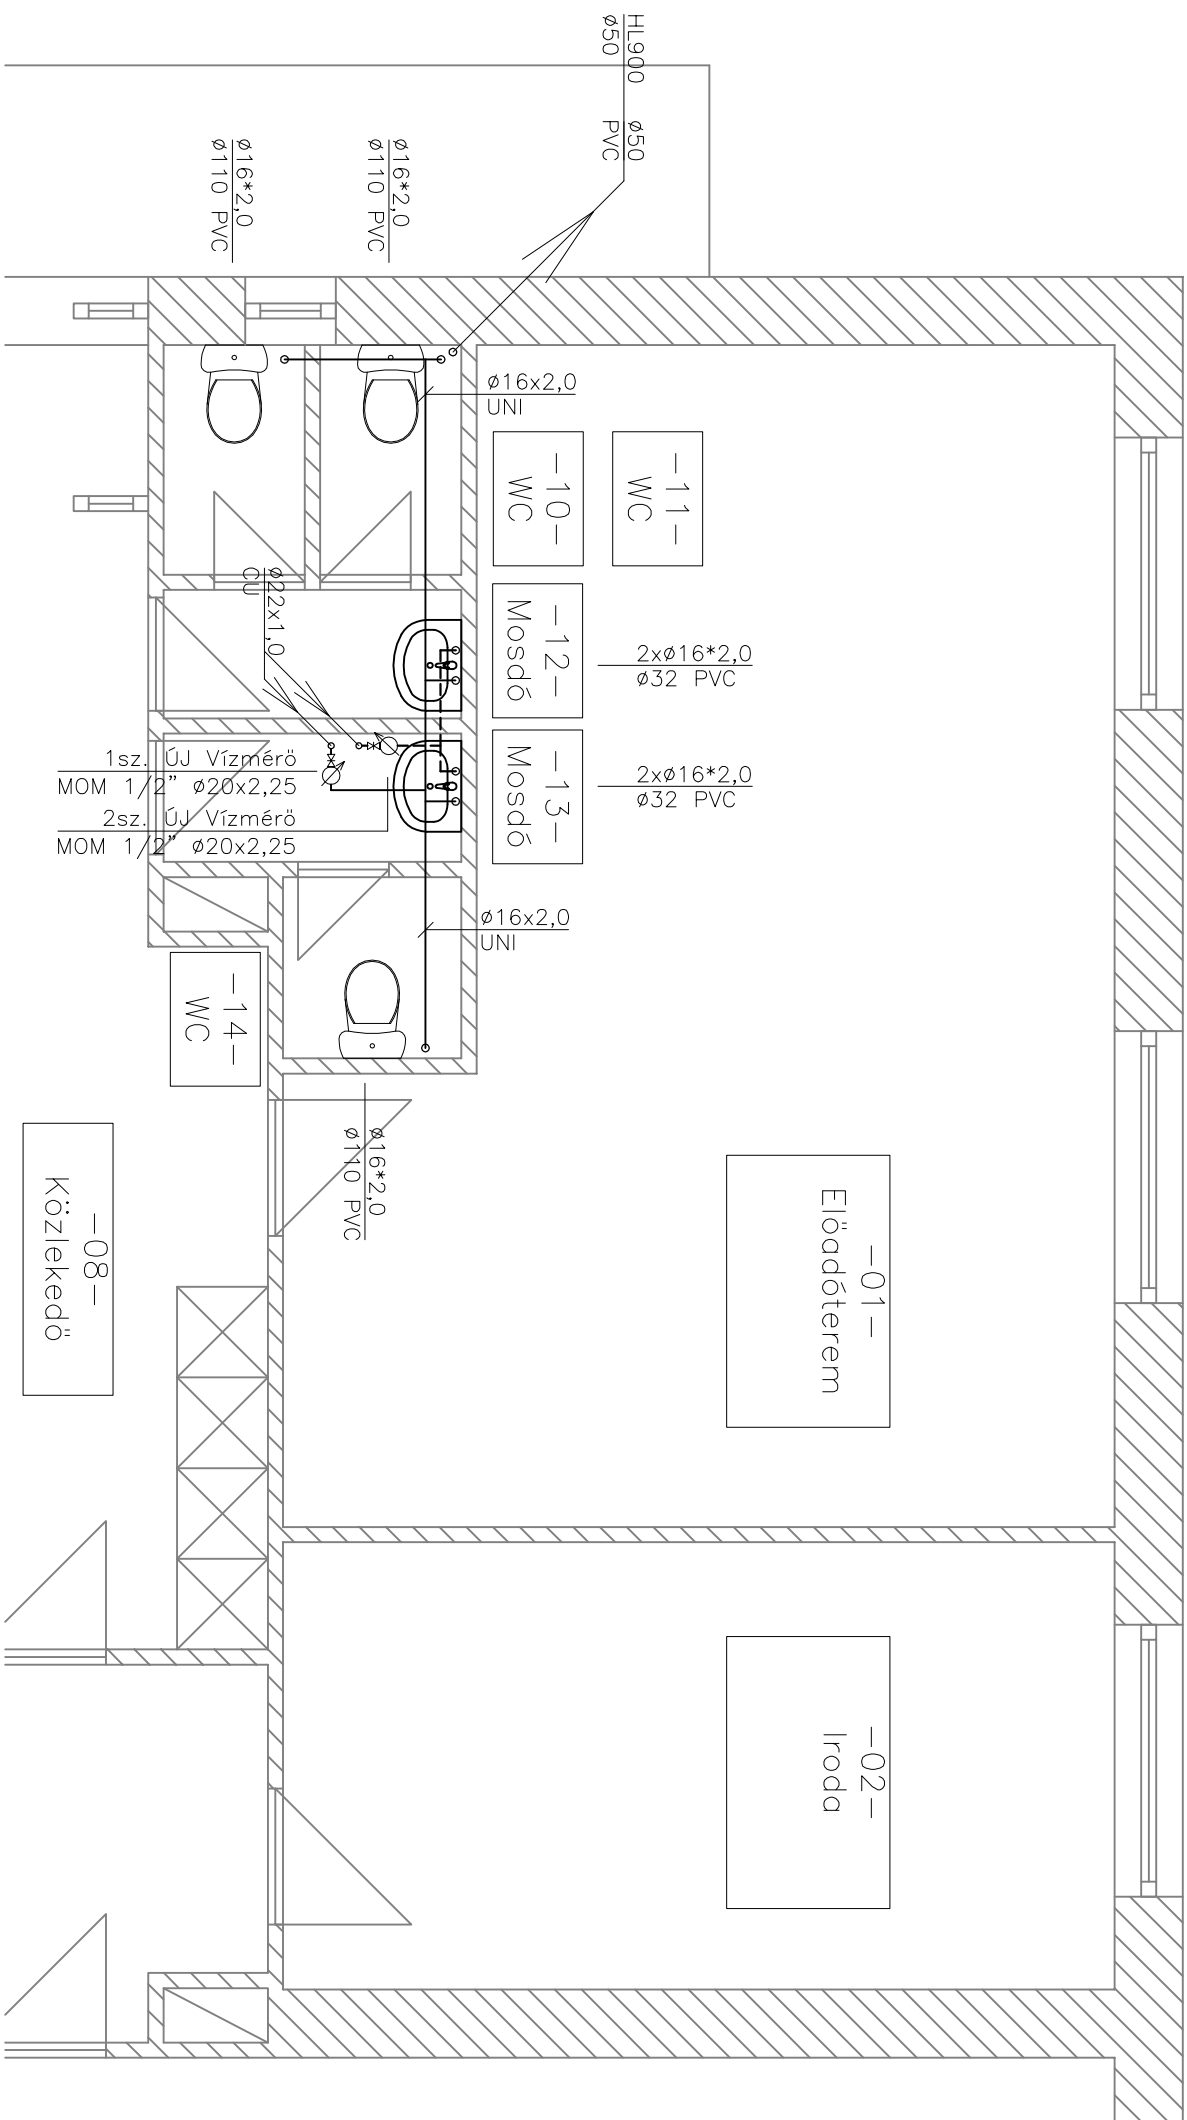 HL900 ø50
ø50 PVC
ø16*2,0
ø110 PVC
ø16*2,0
ø110 PVC
ø16x2,0
UNI
-10-
WC
-11-
WC
ø22x1,0
CU
-12-
Mosdó
2xø16*2,0
ø32 PVC
-13-
Mosdó
2xø16*2,0
ø32 PVC
1sz. ÚJ Vízmérö
MOM 1/2" ø20x2,25
2sz. ÚJ Vízmérö
MOM 1/2" ø20x2,25
ø16x2,0
UNI
-14-
WC
ø16*2,0
ø110 PVC
-08-
Közlekedö
-01-
Elöadóterem
-02-
Iroda